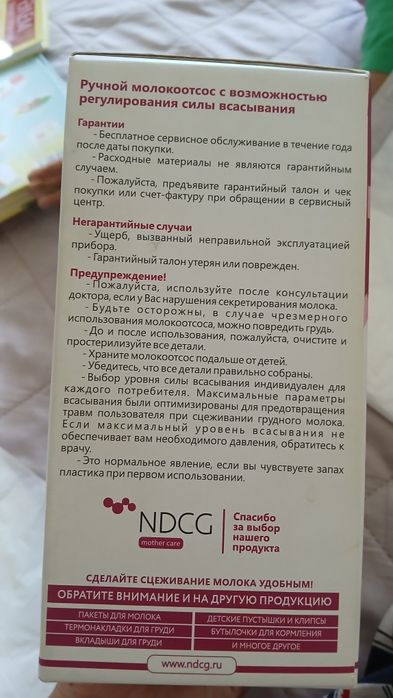 Ручной молокоотсос с возможностью
регулирования силы всасывания
Гарантии
- Бесплатное сервисное обслуживание в течение года
после даты покупки.
- Расходные материалы не являются гарантийным
случаем.
- Пожалуйста, предъявите гарантийный талон и чек
покупки или счет-фактуру при обращении в сервисный
центр.
Негарантийные случаи
- Ущерб, вызванный неправильной эксплуатацией
прибора.
- Гарантийный талон утерян или поврежден.
Предупреждение!
- Пожалуйста, используйте после консультации
доктора, если у Вас нарушения секретирования молока.
- Будьте осторожны, в случае чрезмерного
использования молокоотсоса, можно повредить грудь.
- До и после использования, пожалуйста, очистите и
простерилизуйте все детали.
- Храните молокоотсос подальше от детей.
- Убедитесь, что все детали правильно собраны.
- Выбор уровня силы всасывания индивидуален для
каждого потребителя. Максимальные параметры
всасывания были оптимизированы для предотвращения
травм пользователя при сцеживании грудного молока.
Если максимальный уровень всасывания не
обеспечивает вам необходимого давления, обратитесь к
врачу.
- Это нормальное явление, если вы чувствуете запах
пластика при первом использовании.
NDCG
mother care
Спасибо
за выбор
нашего
продукта
СДЕЛАЙТЕ СЦЕЖИВАНИЕ МОЛОКА УДОБНЫМ!
ОБРАТИТЕ ВНИМАНИЕ И НА ДРУГУЮ ПРОДУКЦИЮ
ПАКЕТЫ ДЛЯ МОЛОКА
ДЕТСКИЕ ПУСТЫШКИ И КЛИПСЫ
ТЕРМОНАКЛАДКИ ДЛЯ ГРУДИ
БУТЫЛОЧКИ ДЛЯ КОРМЛЕНИЯ
ВКЛАДЫШИ ДЛЯ ГРУДИ
И МНОГОЕ ДРУГОЕ
www.ndcg.ru